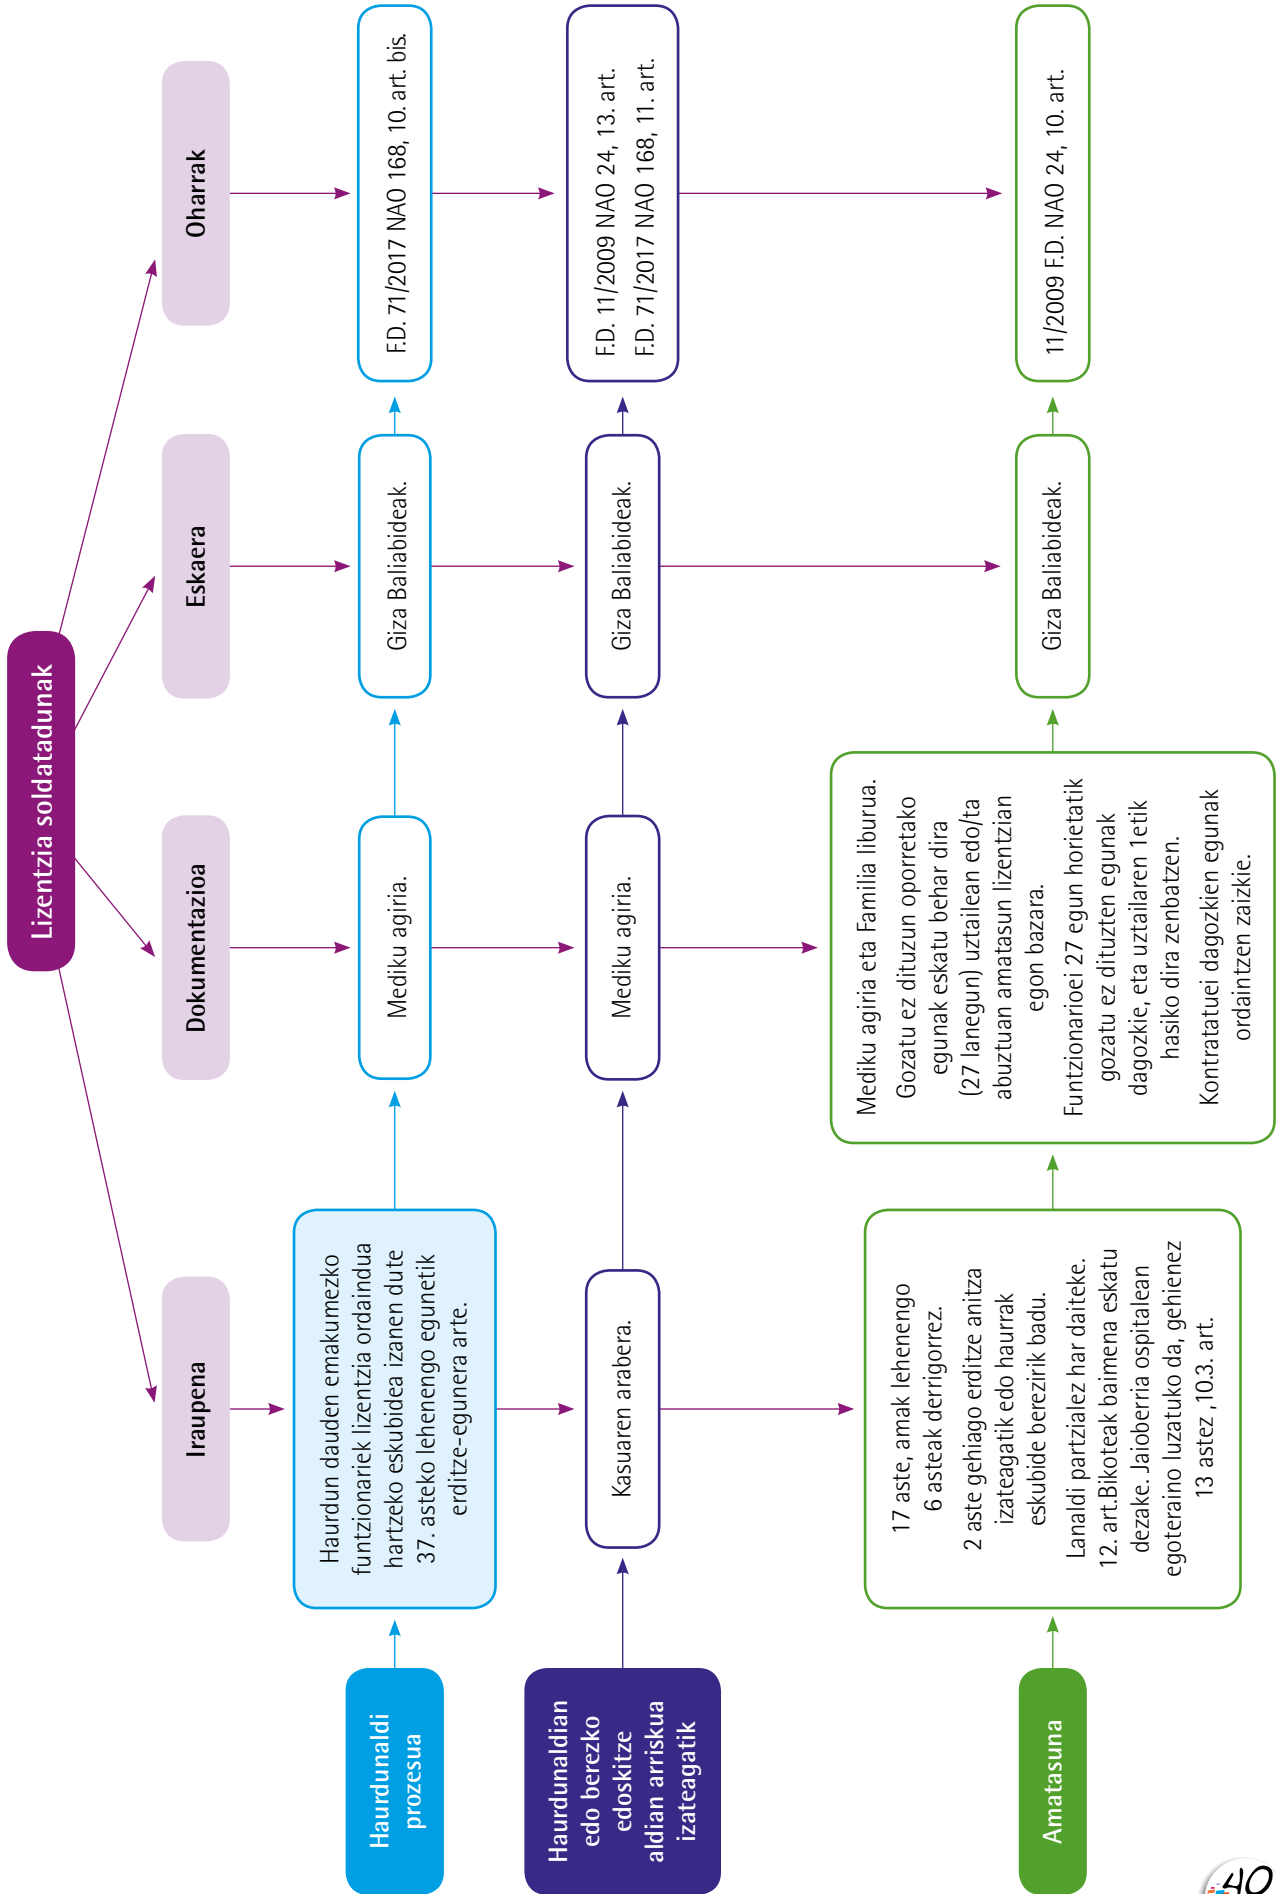 Lizentzia soldatadunak
Iraupena
Dokumentazioa
Eskaera
Oharrak
Haurdunaldi
prozesua
Haurdun dauden emakumezko
funtzionariek lizentzia ordaindua
hartzeko eskubidea izanen dute
37. asteko lehenengo egunetik
erditze-egunera arte.
Mediku agiria.
Giza Baliabideak.
F.D. 71/2017 NAO 168, 10. art. bis.
Haurdunaldian
edo berezko
edoskitze
aldian arriskua
izateagatik
Kasuaren arabera.
Mediku agiria.
Giza Baliabideak.
F.D. 11/2009 NAO 24, 13. art.
F.D. 71/2017 NAO 168, 11. art.
Amatasuna
17 aste, amak lehenengo
6 asteak derrigorrez.
2 aste gehiago erditze anitza
izateagatik edo haurrak
eskubide berezirik badu.
Lanaldi partzialez har daiteke.
12. art.Bikoteak baimena eskatu
dezake. Jaioberria ospitalean
egoteraino luzatuko da, gehienez
13 astez ,10.3. art.
Mediku agiria eta Familia liburua.
Gozatu ez dituzun oporretako
egunak eskatu behar dira
(27 lanegun) uztailean edo/ta
abuztuan amatasun lizentzian
egon bazara.
Funtzionarioei 27 egun horietatik
gozatu ez dituzten egunak
dagozkie, eta uztailaren 1etik
hasiko dira zenbatzen.
Kontratatuei dagozkien egunak
ordaintzen zaizkie.
Giza Baliabideak.
11/2009 F.D. NAO 24, 10. art.
40